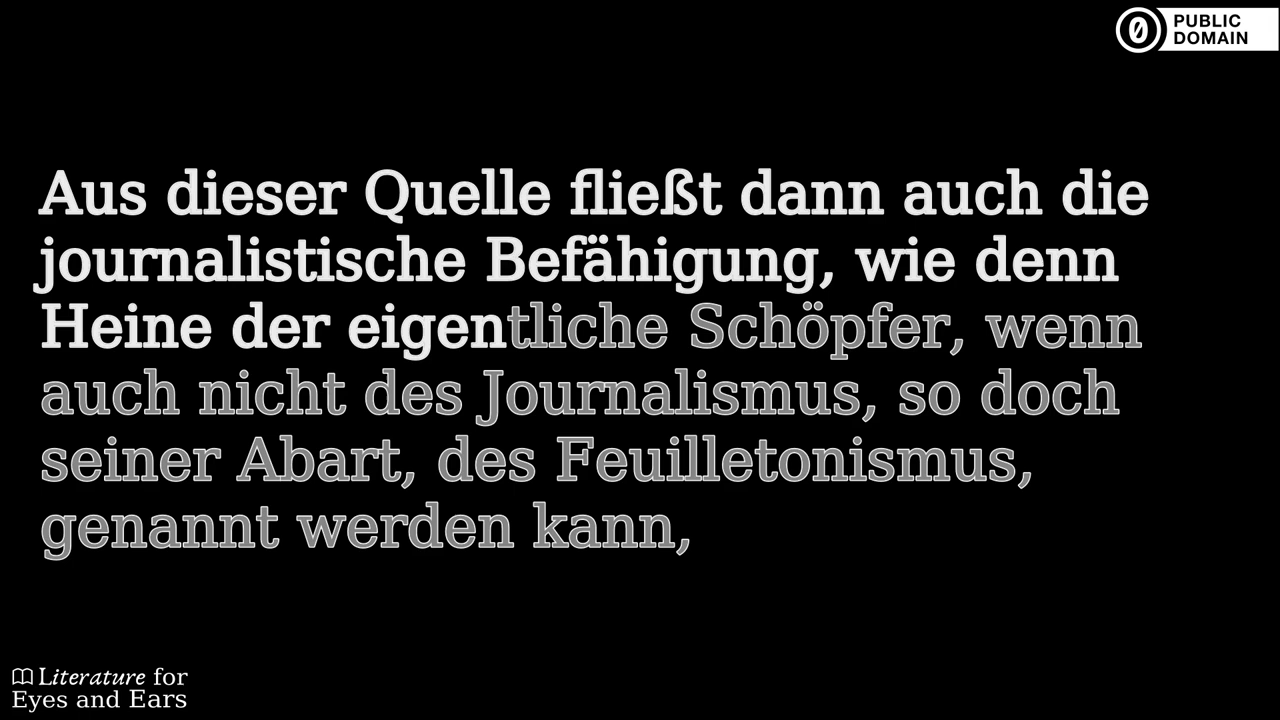 PUBLIC
DOMAIN
Aus dieser Quelle fließt dann auch die
journalistische Befähigung, wie denn
Heine der eigentliche Schöpfer, wenn
auch nicht des Journalismus, so doch
seiner Abart, des Feuilletonismus,
genannt werden kann,
Literature for
Eyes and Ears